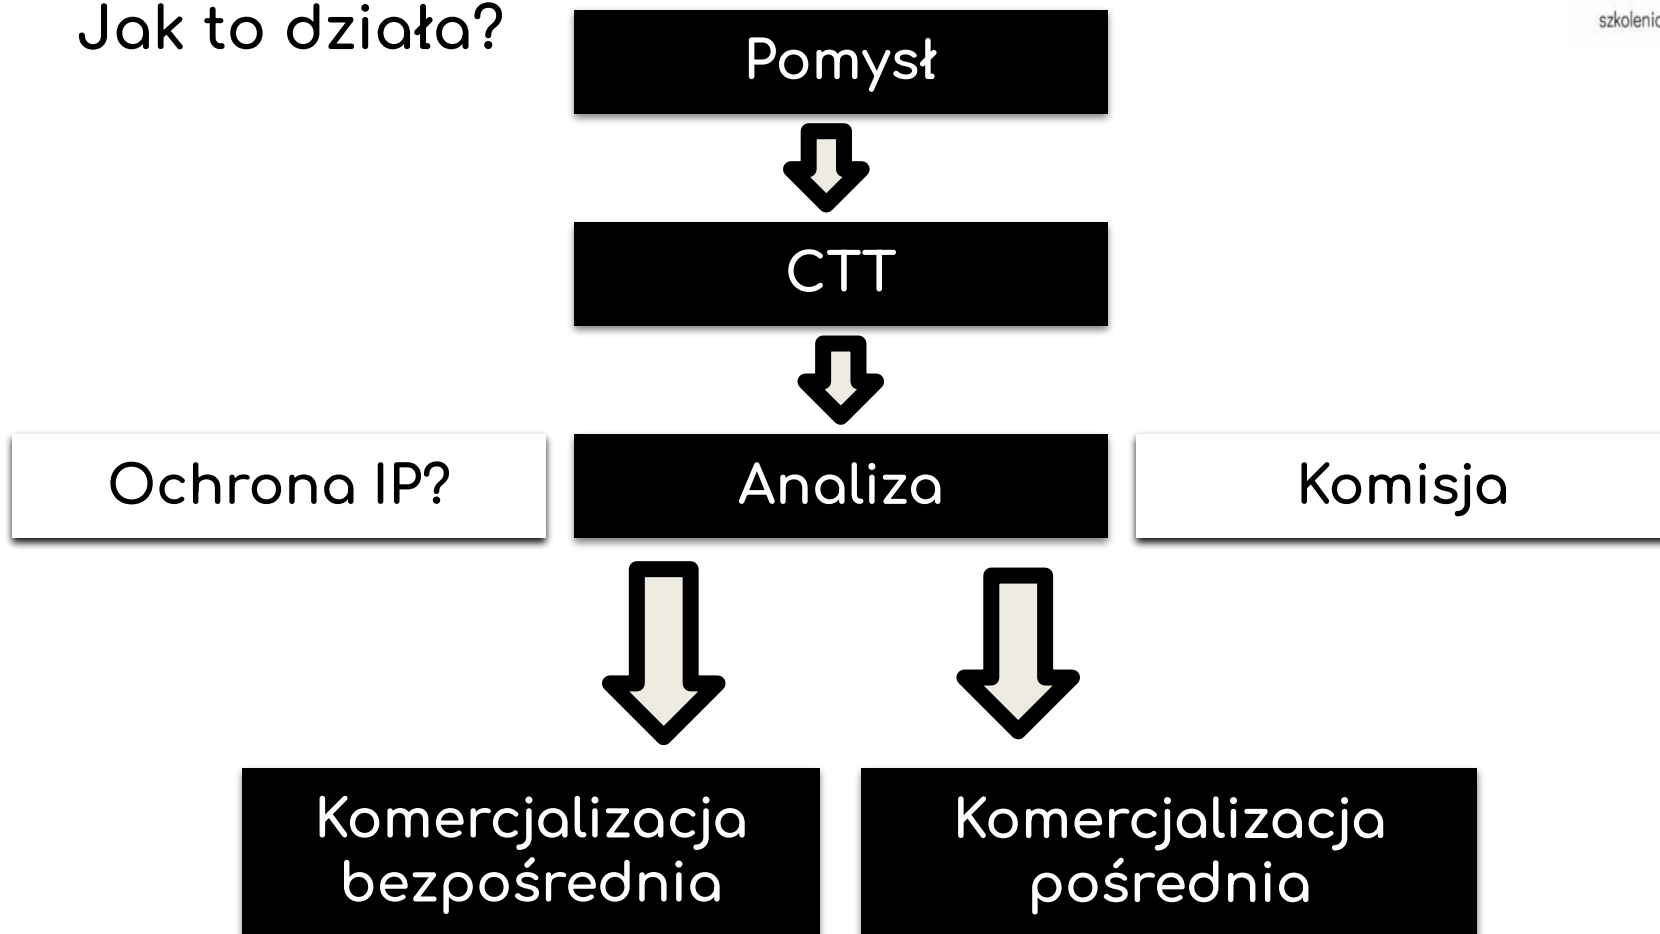 Jak to działa?
Pomysł
CTT
Ochrona IP?
Analiza
Komisja
Komercjalizacja
bezpośrednia
Komercjalizacja
pośrednia